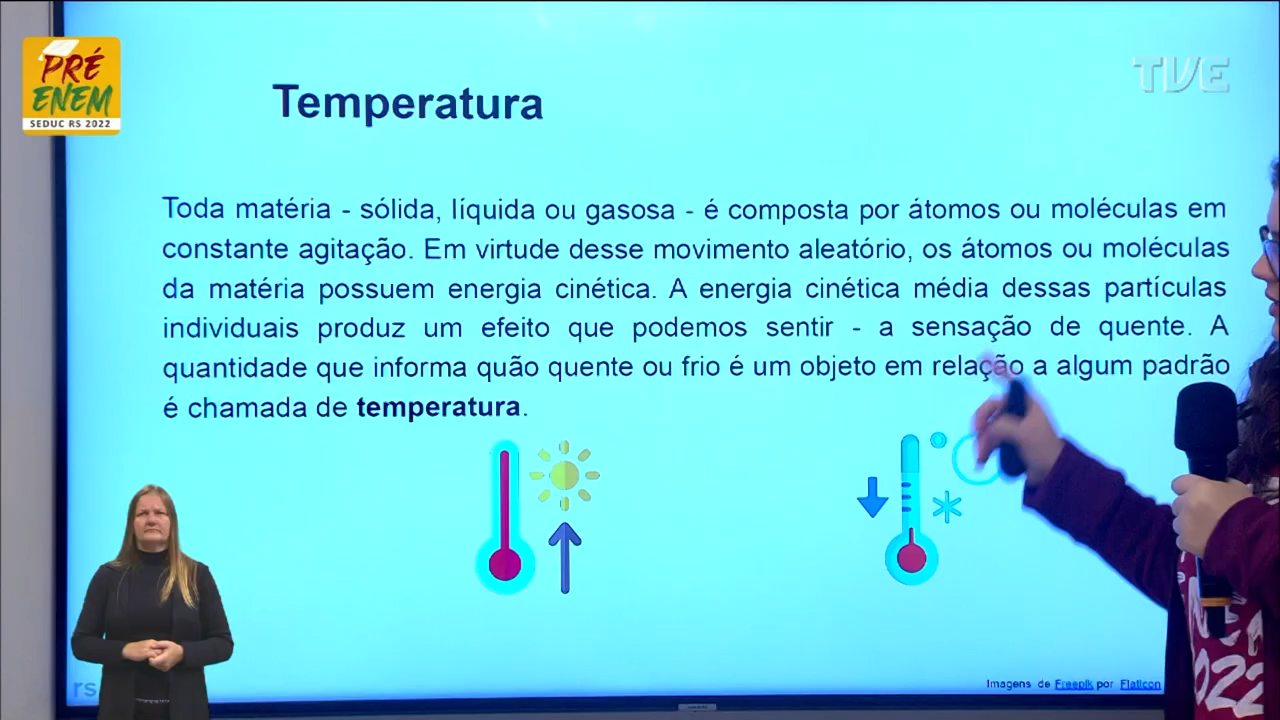 PRÉ
ENEM
SEDUC RS 2022
TVE
Temperatura
Toda matéria - sólida, líquida ou gasosa - é composta por átomos ou moléculas em
constante agitação. Em virtude desse movimento aleatório, os átomos ou moléculas
da matéria possuem energia cinética. A energia cinética média dessas partículas
individuais produz um efeito que podemos sentir - a sensação de quente. A
quantidade que informa quão quente ou frio é um objeto em relação a algum padrão
é chamada de temperatura.
rs
Imagens de Freepik por Flaticon
2022